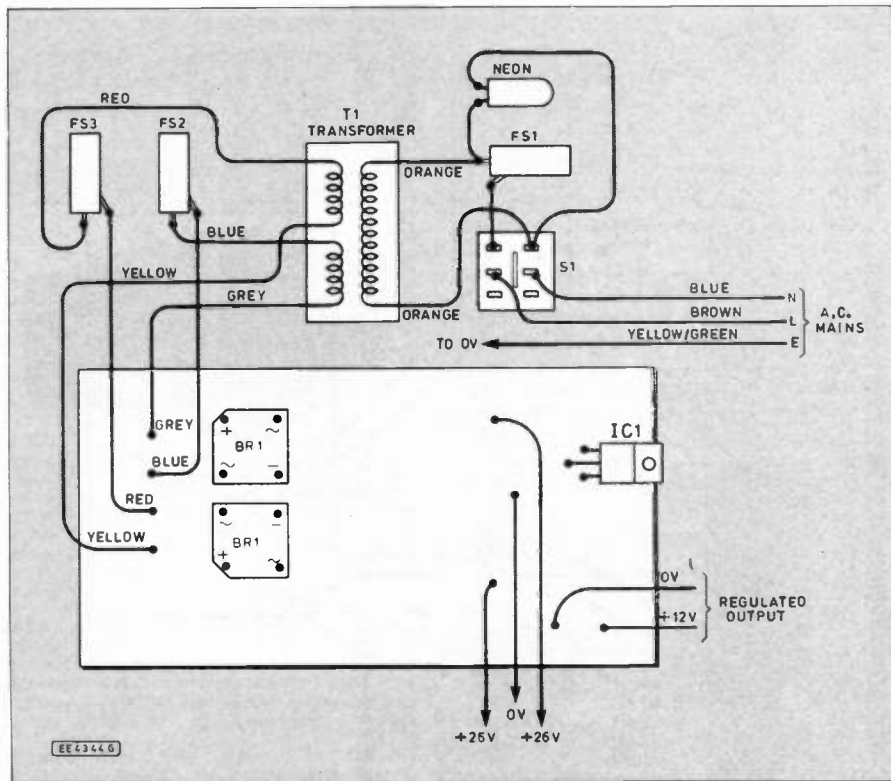 NEON
RED
T1
TRANSFORMER
FS3
FS2
FS1
ORANGE
BLUE
S1
YELLOW
BLUE
N
GREY
BROWN
L
A.C.
MAINS
ORANGE
YELLOW/GREEN
E
TO 0V
GREY
+
~
BR1
~
-
IC1
BLUE
RED
~
-
BR1
+
~
YELLOW
0V
+12V
REGULATED
OUTPUT
+26V
0V
+26V
EE4344G